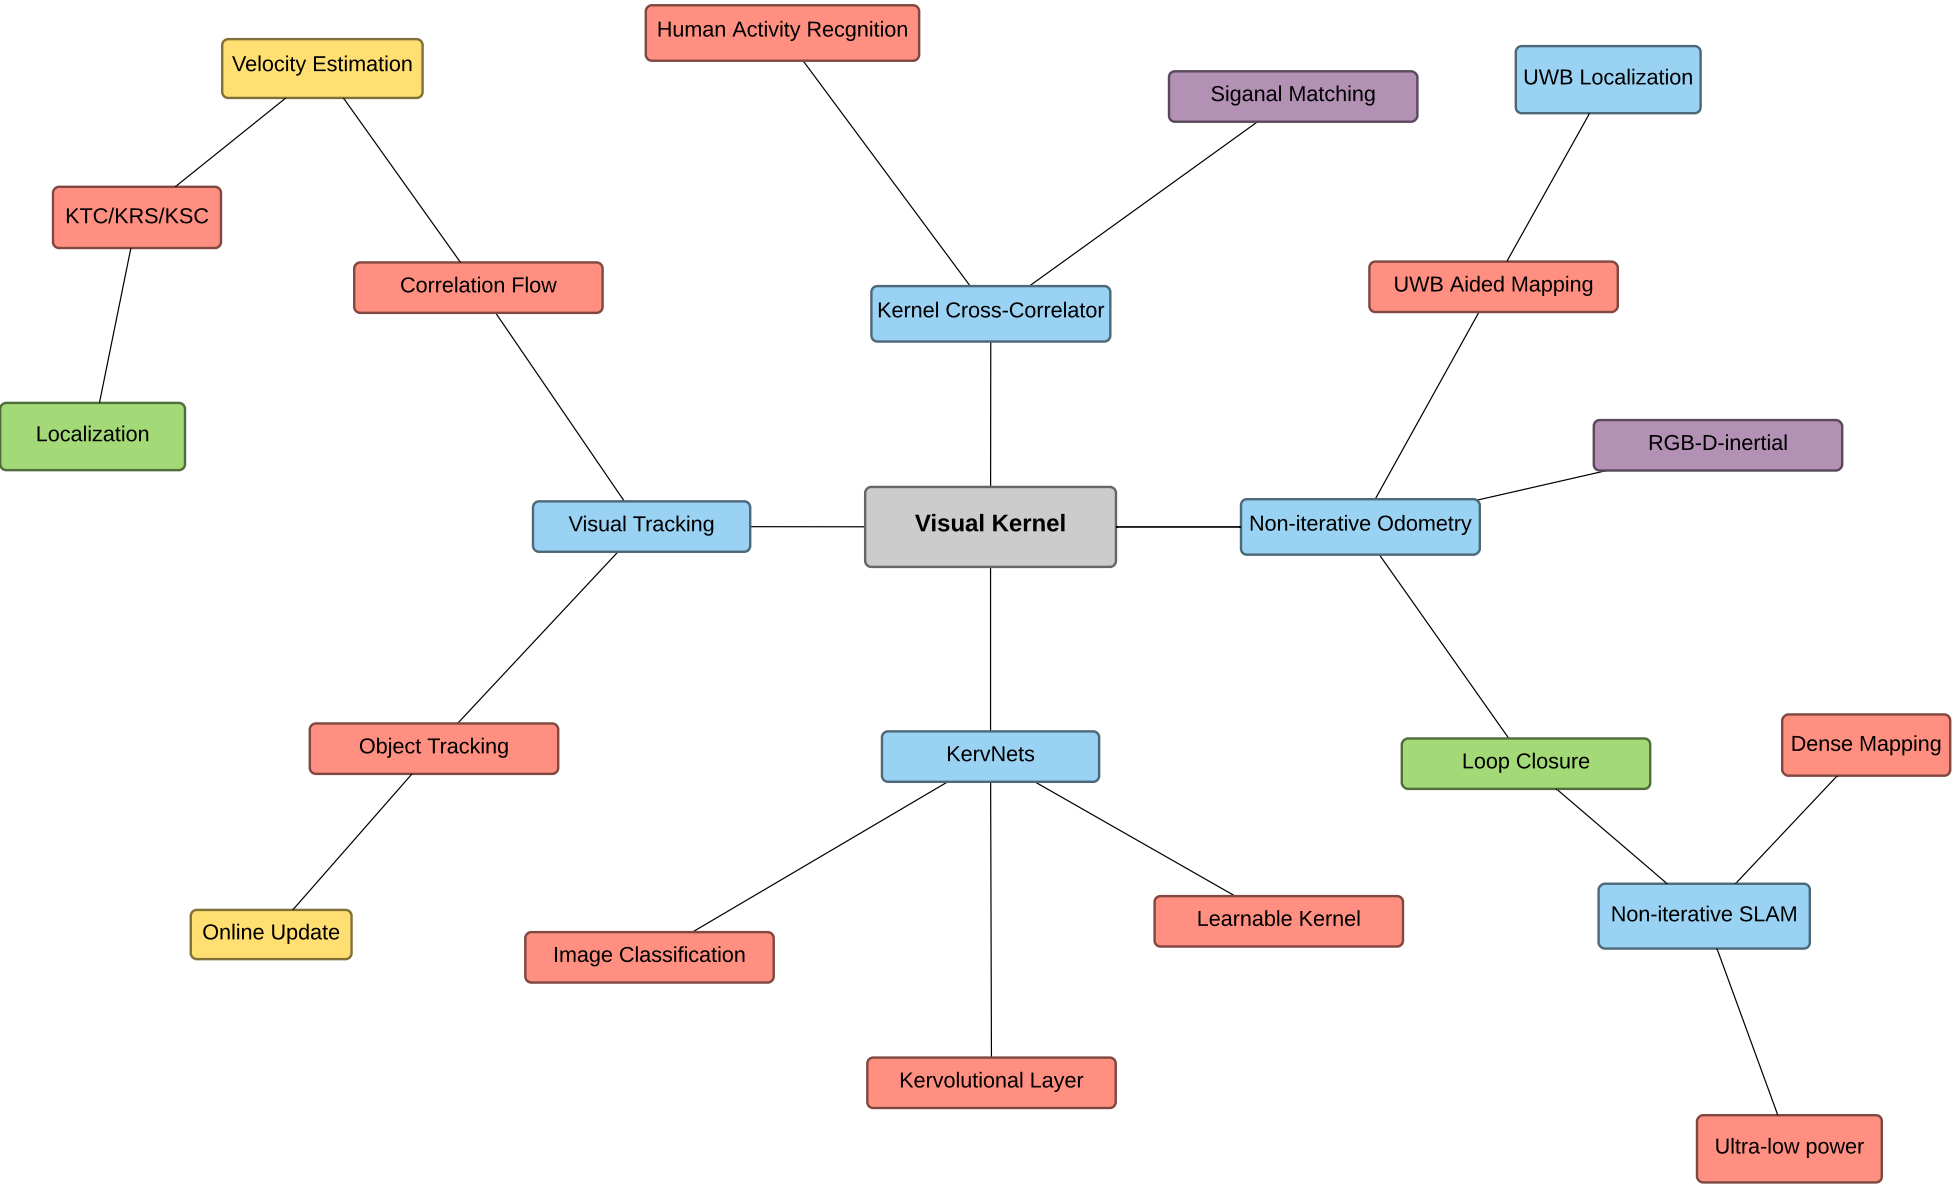 Human Activity Recgnition
Velocity Estimation
UWB Localization
Siganal Matching
KTC/KRS/KSC
Correlation Flow
UWB Aided Mapping
Kernel Cross-Correlator
Localization
RGB-D-inertial
Visual Tracking
Visual Kernel
Non-iterative Odometry
Object Tracking
KervNets
Loop Closure
Dense Mapping
Online Update
Image Classification
Learnable Kernel
Non-iterative SLAM
Kervolutional Layer
Ultra-low power